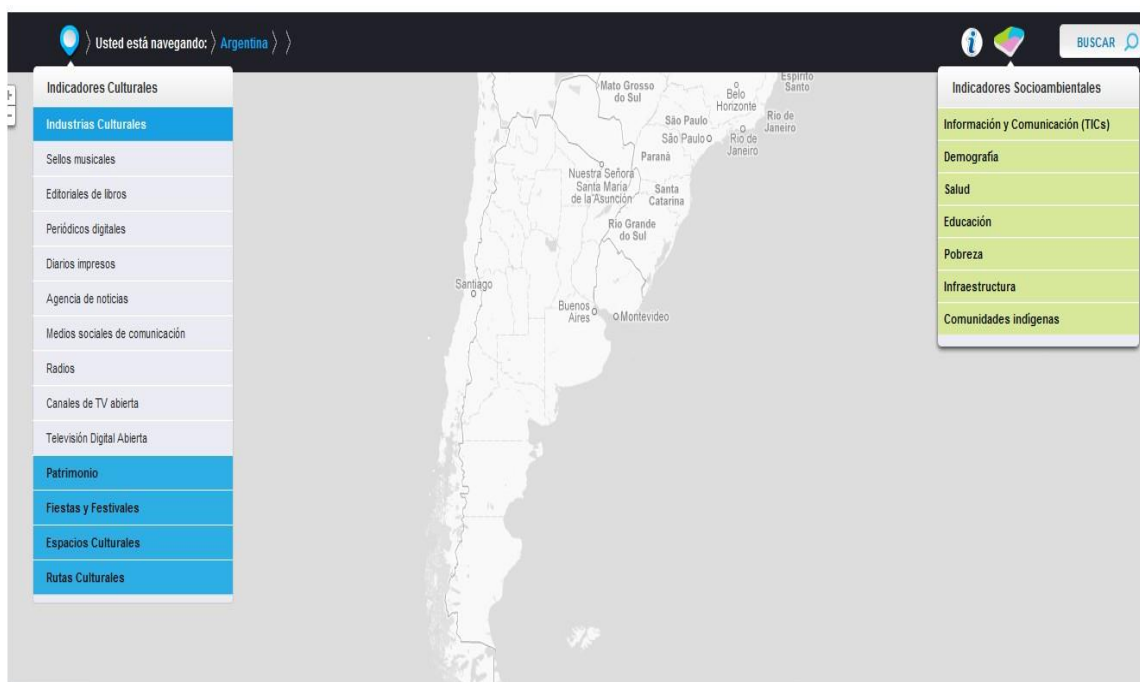 Usted está navegando: Argentina
i
BUSCAR
Indicadores Culturales
Industrias Culturales
Sellos musicales
Editoriales de libros
Periódicos digitales
Diarios impresos
Agencia de noticias
Medios sociales de comunicación
Radios
Canales de TV abierta
Televisión Digital Abierta
Patrimonio
Fiestas y Festivales
Espacios Culturales
Rutas Culturales
Mato Grosso
do Sul
Belo
Horizonte
Espírito
Santo
São Paulo
São Paulo
Rio de
Janeiro
Rio de
Janeiro
Paraná
Nuestra Señora
Santa María
de la Asunción
Santa
Catarina
Rio Grande
do Sul
Santiago
Buenos
Aires
Montevideo
Indicadores Socioambientales
Información y Comunicación (TICs)
Demografía
Salud
Educación
Pobreza
Infraestructura
Comunidades indígenas